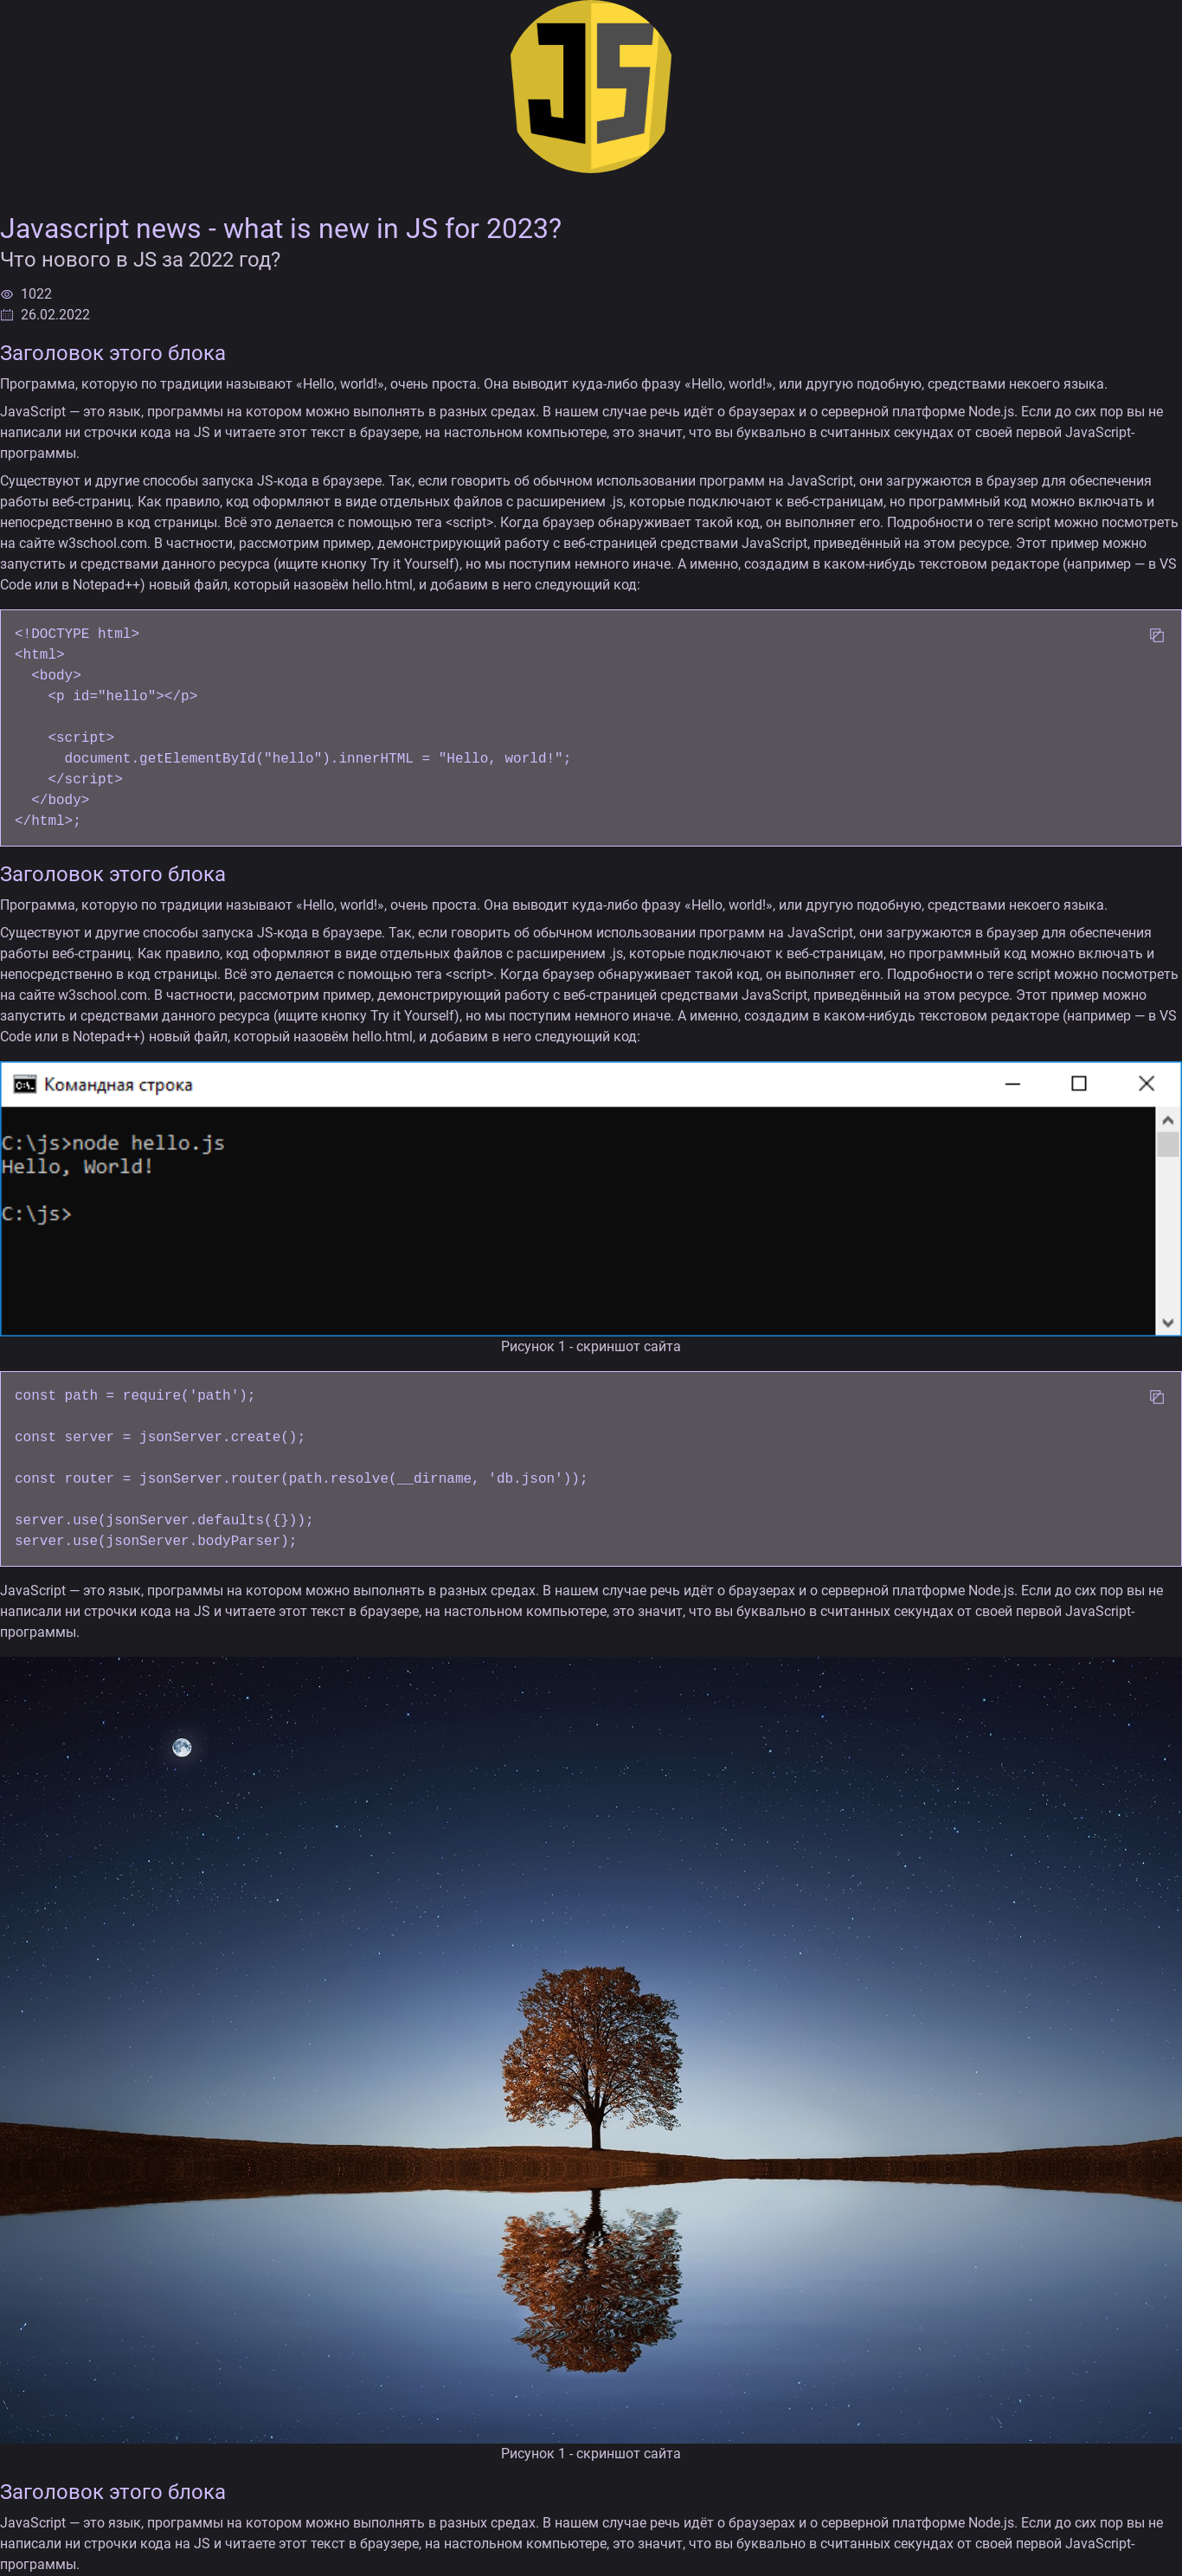 JS
Javascript news - what is new in JS for 2023?
Что нового в JS за 2022 год?
1022
26.02.2022
Заголовок этого блока
Программа, которую по традиции называют «Hello, world!», очень проста. Она выводит куда-либо фразу «Hello, world!», или другую подобную, средствами некоего языка.
JavaScript — это язык, программы на котором можно выполнять в разных средах. В нашем случае речь идёт о браузерах и о серверной платформе Node.js. Если до сих пор вы не
написали ни строчки кода на JS и читаете этот текст в браузере, на настольном компьютере, это значит, что вы буквально в считанных секундах от своей первой JavaScript-
программы.
Существуют и другие способы запуска JS-кода в браузере. Так, если говорить об обычном использовании программ на JavaScript, они загружаются в браузер для обеспечения
работы веб-страниц. Как правило, код оформляют в виде отдельных файлов с расширением .js, которые подключают к веб-страницам, но программный код можно включать и
непосредственно в код страницы. Всё это делается с помощью тега <script>. Когда браузер обнаруживает такой код, он выполняет его. Подробности о теге script можно посмотреть
на сайте w3school.com. В частности, рассмотрим пример, демонстрирующий работу с веб-страницей средствами JavaScript, приведённый на этом ресурсе. Этот пример можно
запустить и средствами данного ресурса (ищите кнопку Try it Yourself), но мы поступим немного иначе. А именно, создадим в каком-нибудь текстовом редакторе (например — в VS
Code или в Notepad++) новый файл, который назовём hello.html, и добавим в него следующий код:
<!DOCTYPE html>
<html>
  <body>
    <p id="hello"></p>
    <script>
      document.getElementById("hello").innerHTML = "Hello, world!";
    </script>
  </body>
</html>;
Заголовок этого блока
Программа, которую по традиции называют «Hello, world!», очень проста. Она выводит куда-либо фразу «Hello, world!», или другую подобную, средствами некоего языка.
Существуют и другие способы запуска JS-кода в браузере. Так, если говорить об обычном использовании программ на JavaScript, они загружаются в браузер для обеспечения
работы веб-страниц. Как правило, код оформляют в виде отдельных файлов с расширением .js, которые подключают к веб-страницам, но программный код можно включать и
непосредственно в код страницы. Всё это делается с помощью тега <script>. Когда браузер обнаруживает такой код, он выполняет его. Подробности о теге script можно посмотреть
на сайте w3school.com. В частности, рассмотрим пример, демонстрирующий работу с веб-страницей средствами JavaScript, приведённый на этом ресурсе. Этот пример можно
запустить и средствами данного ресурса (ищите кнопку Try it Yourself), но мы поступим немного иначе. А именно, создадим в каком-нибудь текстовом редакторе (например — в VS
Code или в Notepad++) новый файл, который назовём hello.html, и добавим в него следующий код:
Командная строка
C:\js>node hello.js
Hello, World!
C:\js>
Рисунок 1 - скриншот сайта
const path = require('path');
const server = jsonServer.create();
const router = jsonServer.router(path.resolve(__dirname, 'db.json'));
server.use(jsonServer.defaults({}));
server.use(jsonServer.bodyParser);
JavaScript — это язык, программы на котором можно выполнять в разных средах. В нашем случае речь идёт о браузерах и о серверной платформе Node.js. Если до сих пор вы не
написали ни строчки кода на JS и читаете этот текст в браузере, на настольном компьютере, это значит, что вы буквально в считанных секундах от своей первой JavaScript-
программы.
Рисунок 1 - скриншот сайта
Заголовок этого блока
JavaScript — это язык, программы на котором можно выполнять в разных средах. В нашем случае речь идёт о браузерах и о серверной платформе Node.js. Если до сих пор вы не
написали ни строчки кода на JS и читаете этот текст в браузере, на настольном компьютере, это значит, что вы буквально в считанных секундах от своей первой JavaScript-
программы.